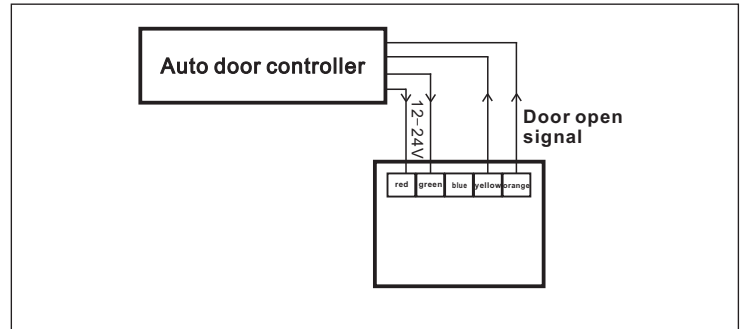 Auto door controller
12-24V
Door open
signal
red green blue yellow orange